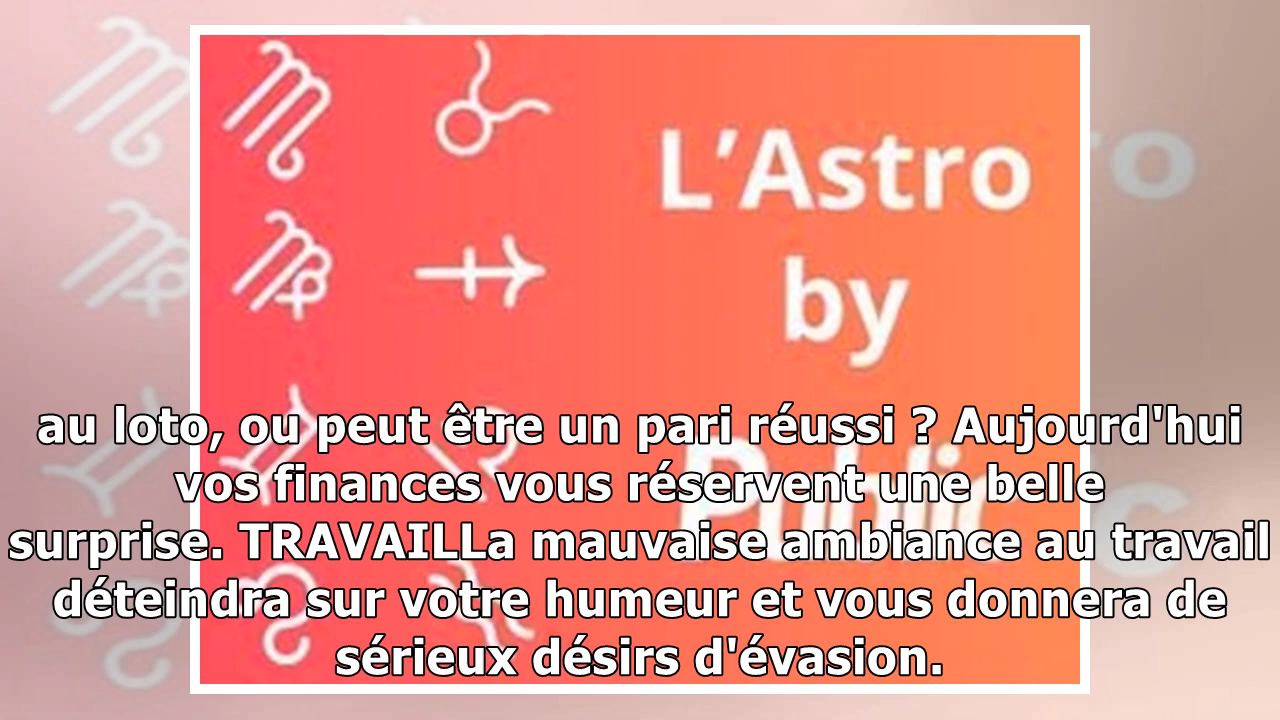 L'Astro
by
Public
au loto, ou peut être un pari réussi ? Aujourd'hui
vos finances vous réservent une belle
surprise. TRAVAILLa mauvaise ambiance au travail
déteindra sur votre humeur et vous donnera de
sérieux désirs d'évasion.